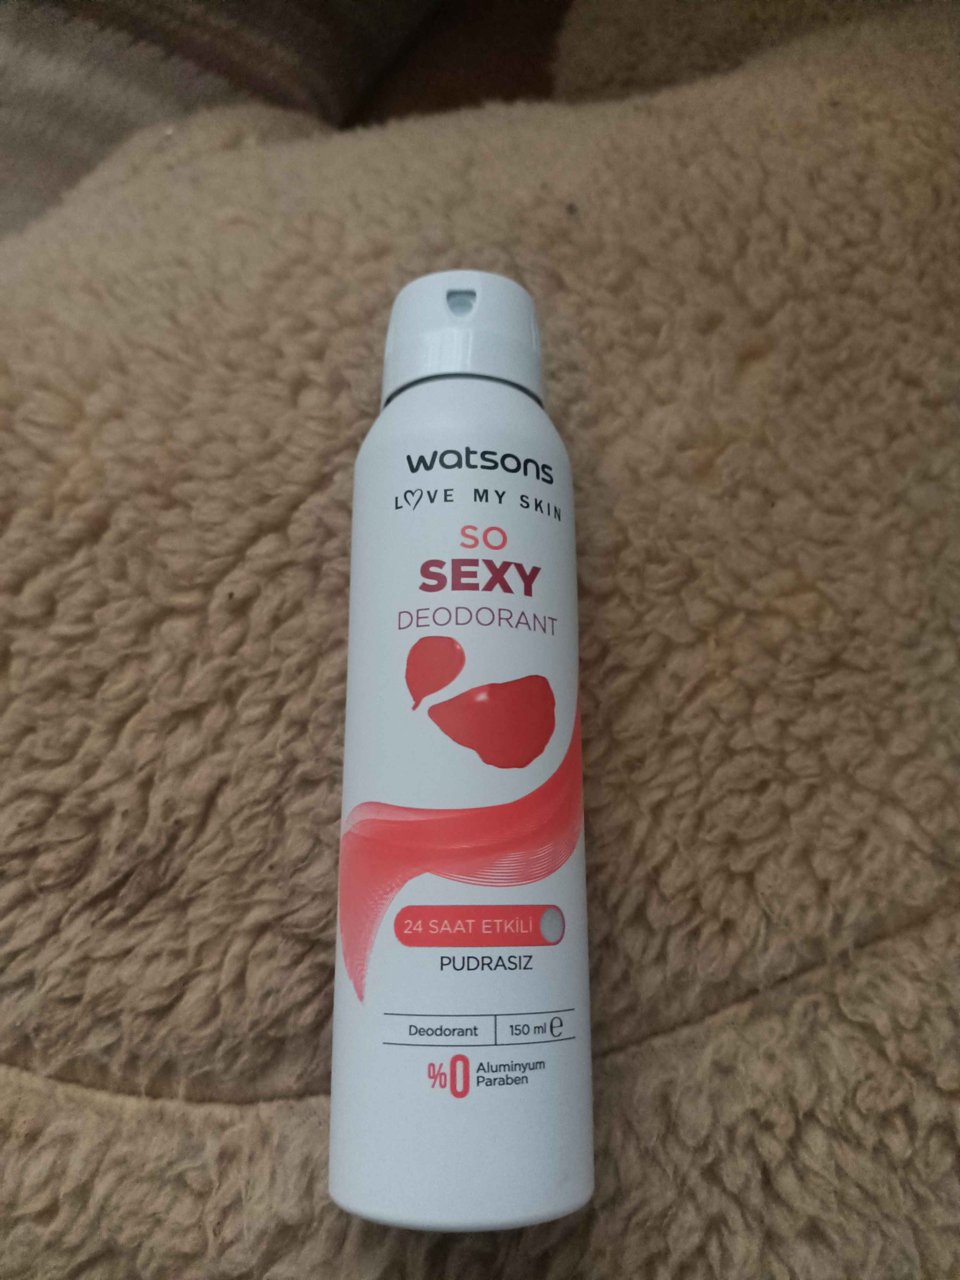 watsons
LOVE MY SKIN
SO
SEXY
DEODORANT
24 SAAT ETKİLİ
PUDRASIZ
Deodorant 150 ml ℮
%0 Aluminyum
Paraben